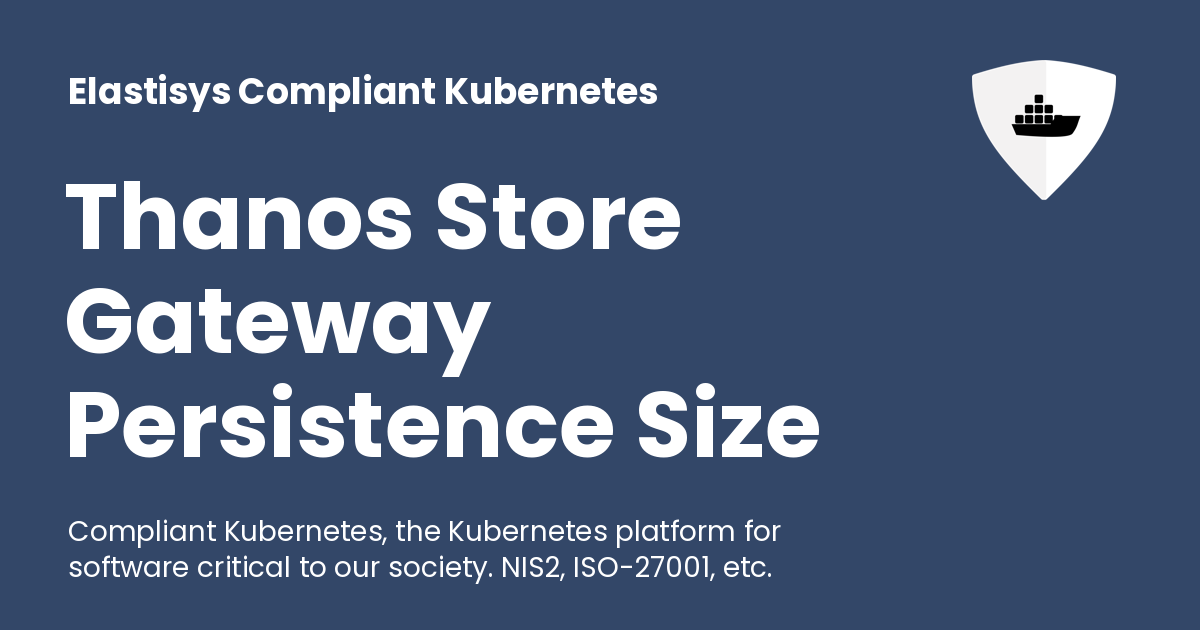 Elastisys Compliant Kubernetes
Thanos Store
Gateway
Persistence Size
Compliant Kubernetes, the Kubernetes platform for
software critical to our society. NIS2, ISO-27001, etc.